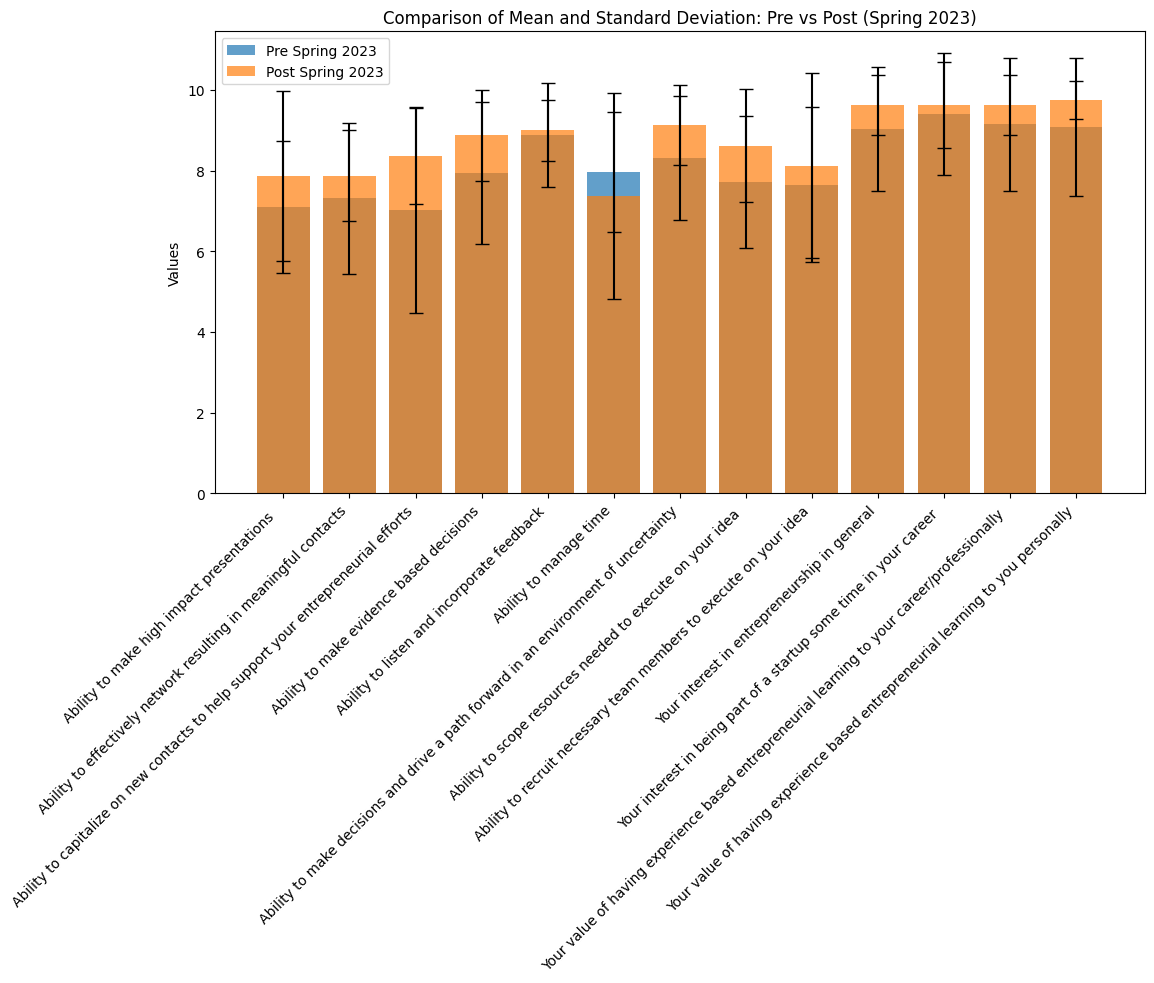 Comparison of Mean and Standard Deviation: Pre vs Post (Spring 2023)
Pre Spring 2023
Post Spring 2023
Values
10
8
6
4
2
0
Ability to make high impact presentations
Ability to effectively network resulting in meaningful contacts
Ability to capitalize on new contacts to help support your entrepreneurial efforts
Ability to make evidence based decisions
Ability to listen and incorporate feedback
Ability to manage time
Ability to make decisions and drive a path forward in an environment of uncertainty
Ability to scope resources needed to execute on your idea
Ability to recruit necessary team members to execute on your idea
Your interest in entrepreneurship in general
Your interest in being part of a startup some time in your career
Your value of having experience based entrepreneurial learning to your career/professionally
Your value of having experience based entrepreneurial learning to you personally